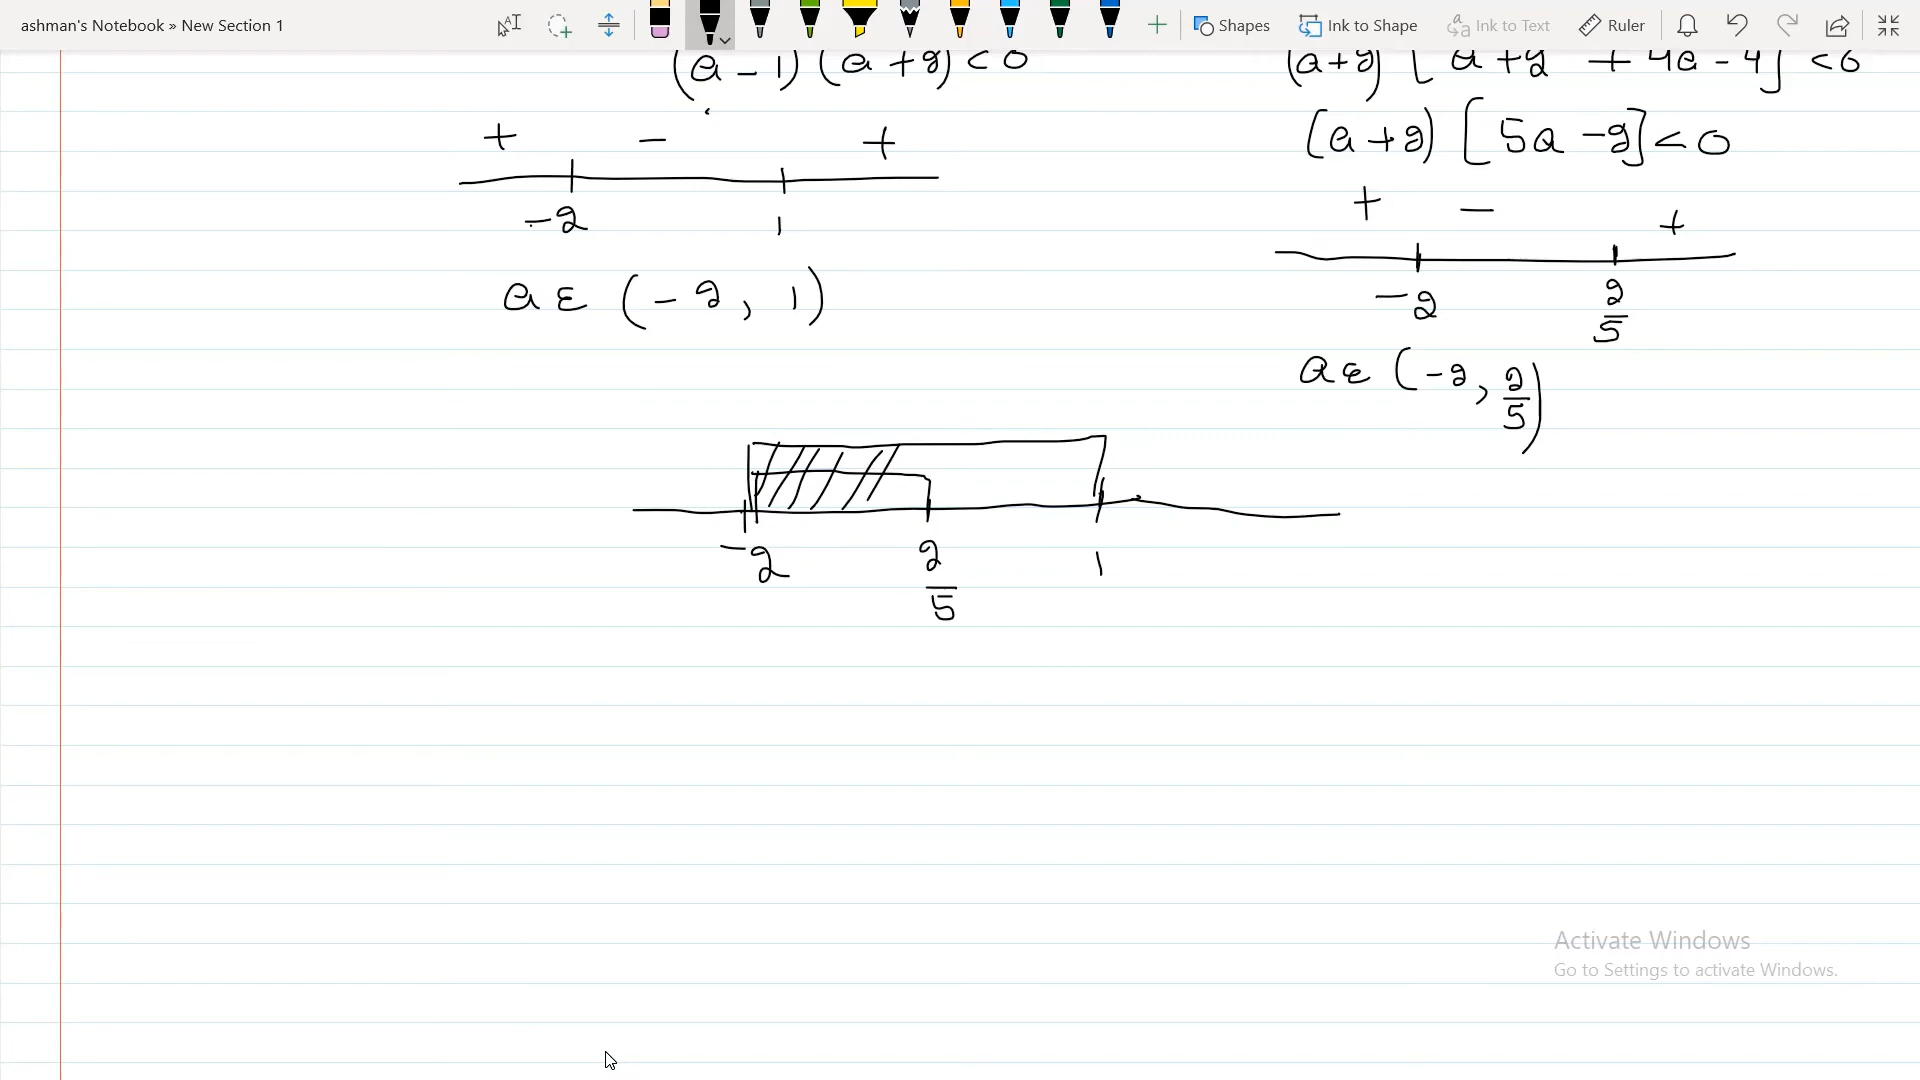 ashman's Notebook » New Section 1
Shapes
Ink to Shape
Ink to Text
Ruler
(a - 1) (a + 2) < 0
+ - +
-2 1
a ε (-2, 1)
(a+2) [a+2 + 4a - 4] < 0
(a+2) [5a - 2] < 0
+ - +
-2 2/5
a ε (-2, 2/5)
-2 2/5 1
Activate Windows
Go to Settings to activate Windows.